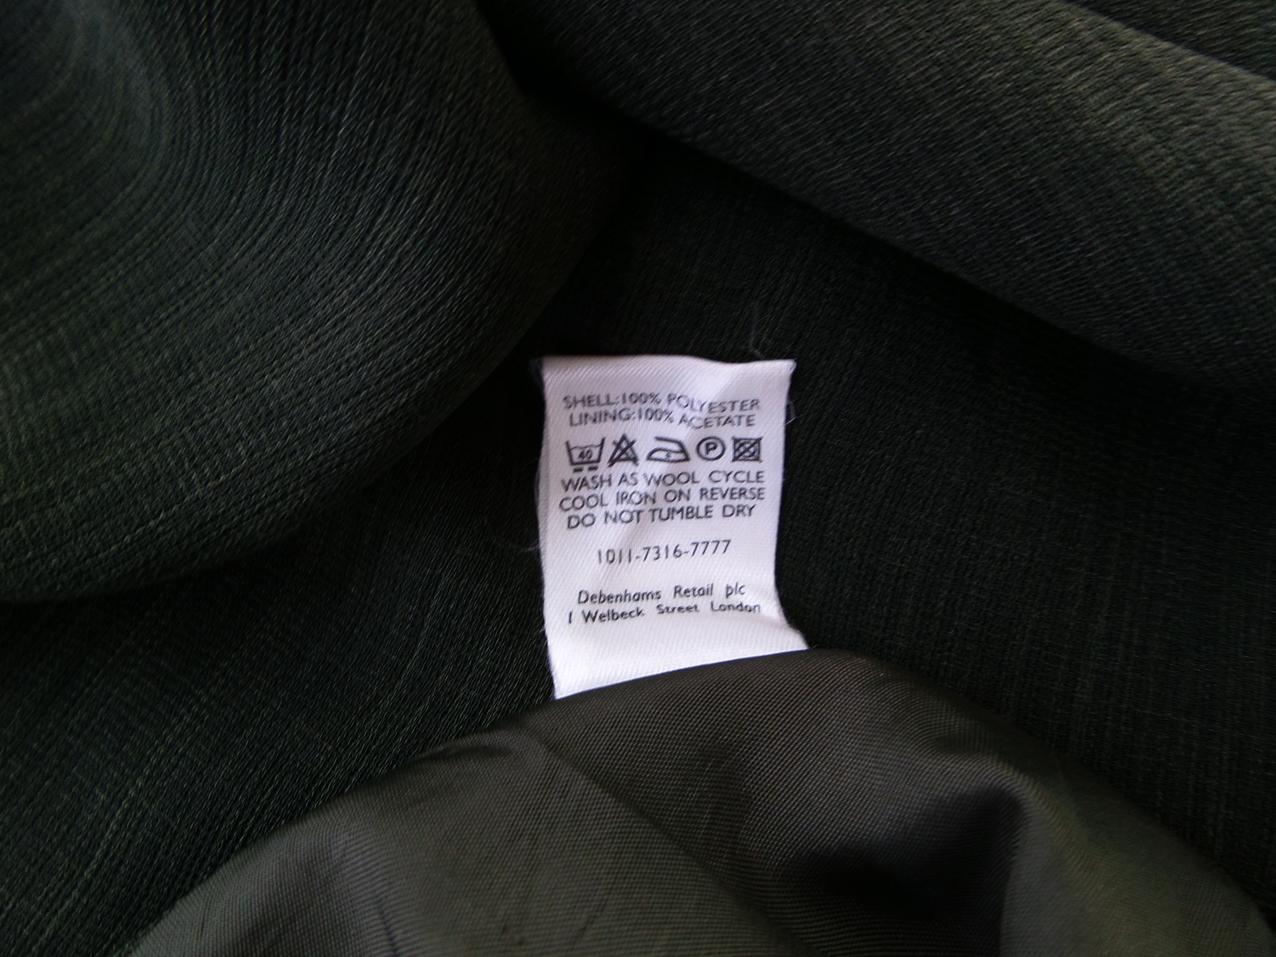 SHELL:100% POLYESTER
LINING:100% ACETATE
40 P
WASH AS WOOL CYCLE
COOL IRON ON REVERSE
DO NOT TUMBLE DRY
1011-7316-7777
Debenhams Retail plc
1 Welbeck Street London